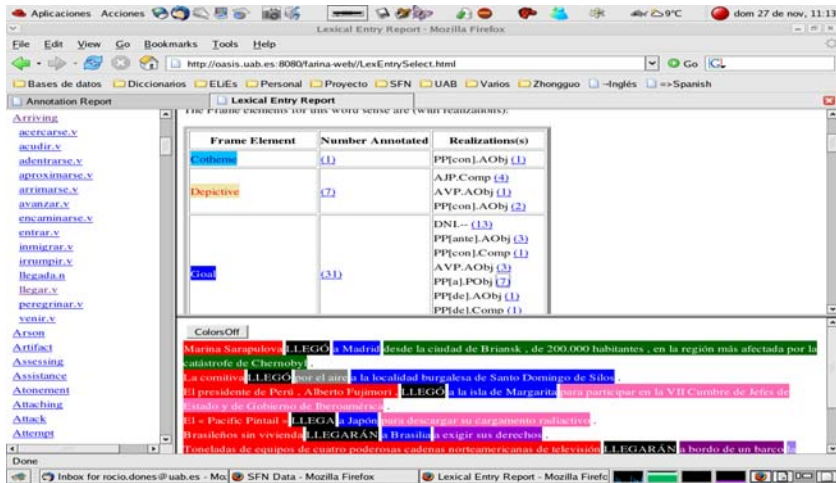 Aplicaciones Acciones 9°C dom 27 de nov, 11:13
Lexical Entry Report - Mozilla Firefox
File Edit View Go Bookmarks Tools Help
http://oasis.uab.es:8080/farina-web//LexEntrySelect.html Go
Bases de datos Diccionarios ELiEs Personal Proyecto SFN UAB Varios Zhongguo -Inglés =>Spanish
Annotation Report Lexical Entry Report
Arriving
acercarse.v
acudir.v
adentrarse.v
aproximarse.v
arrimarse.v
avanzar.v
encaminarse.v
entrar.v
inmigrar.v
irrumpir.v
llegada.n
llegar.v
peregrinar.v
venir.v
Arson
Artifact
Assessing
Assistance
Atonement
Attaching
Attack
Attempt
The Frame elements for this word sense are (with realizations):
Frame Element Number Annotated Realizations(s)
Cotheme (1) PP[con].AObj (1)
Depictive (7) AJP.Comp (4)
AVP.AObj (1)
PP[con].AObj (2)
Goal (31) DNI.-- (13)
PP[ante].AObj (3)
PP[con].Comp (1)
AVP.AObj (3)
PP[a].PObj (7)
PP[de].AObj (1)
PP[de].Comp (1)
ColorsOff
Marina Sarapulova LLEGÓ a Madrid desde la ciudad de Briansk , de 200.000 habitantes , en la región más afectada por la
catástrofe de Chernobyl .
La comitiva LLEGÓ por el aire a la localidad burgalesa de Santo Domingo de Silos .
El presidente de Perú , Alberto Fujimori , LLEGÓ a la isla de Margarita para participar en la VII Cumbre de Jefes de
Estado y de Gobierno de Iberoamérica .
El « Pacific Pintail » LLEGA a Japón para descargar su cargamento radiactivo .
Brasileños sin vivienda LLEGARÁN a Brasilia a exigir sus derechos .
Toneladas de equipos de cuatro poderosas cadenas norteamericanas de televisión LLEGARÁN a bordo de un barco
Done
Inbox for rocio.dones@uab.es - Mo SFN Data - Mozilla Firefox Lexical Entry Report - Mozilla Firefo